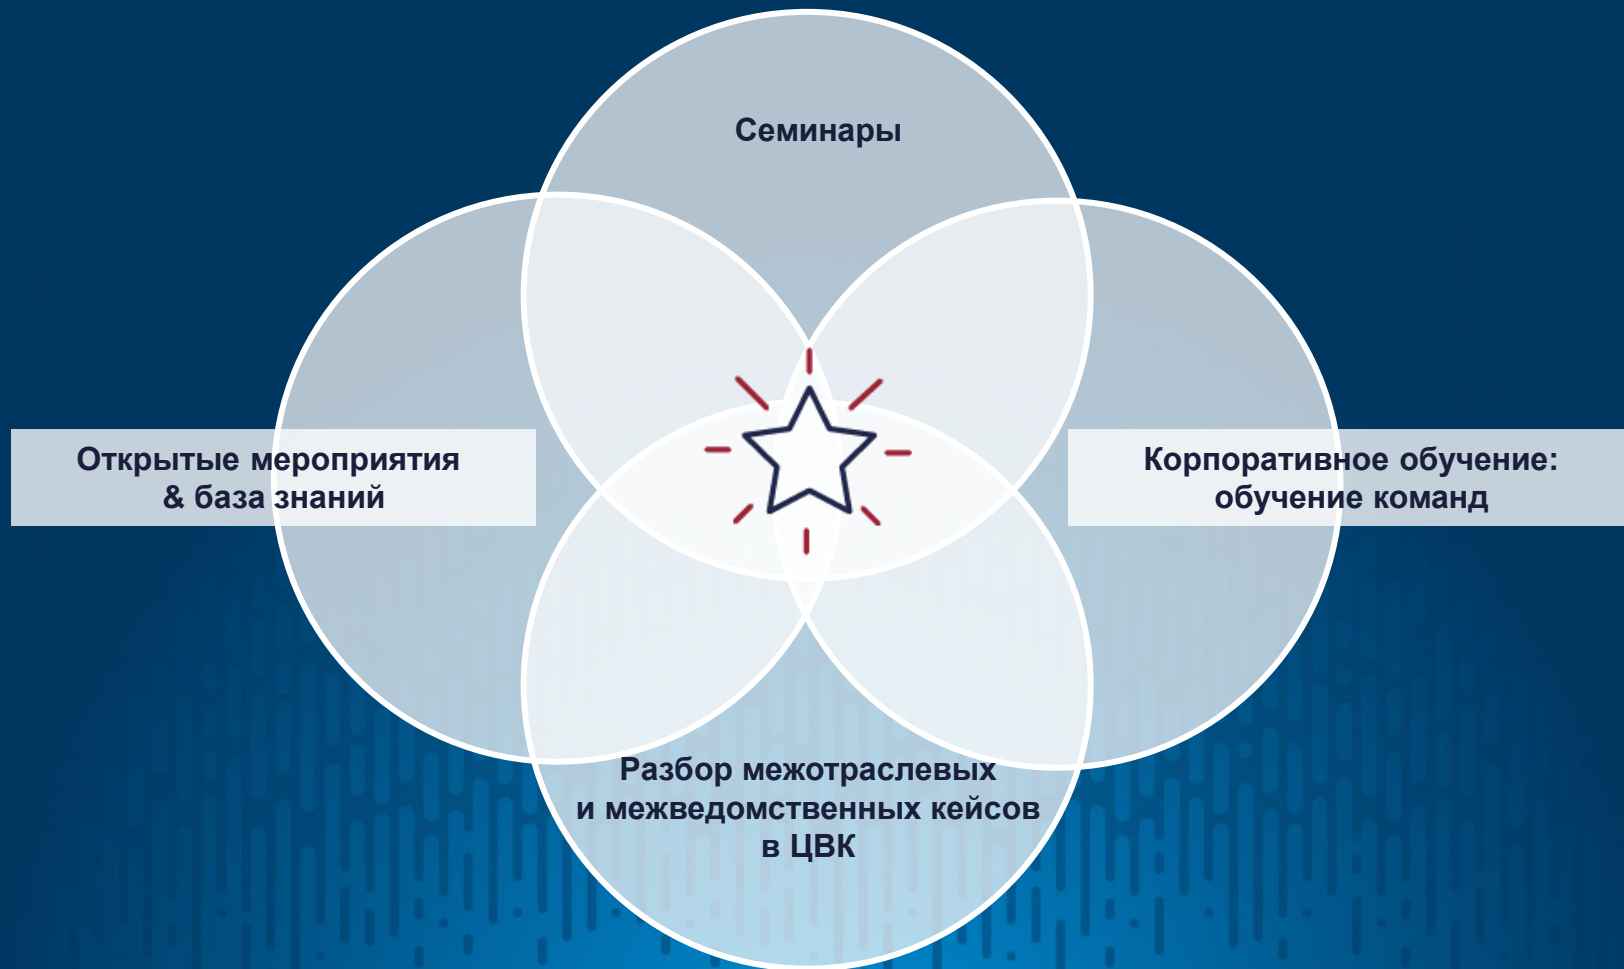 Семинары
Открытые мероприятия
& база знаний
Корпоративное обучение:
обучение команд
Разбор межотраслевых
и межведомственных кейсов
в ЦВК